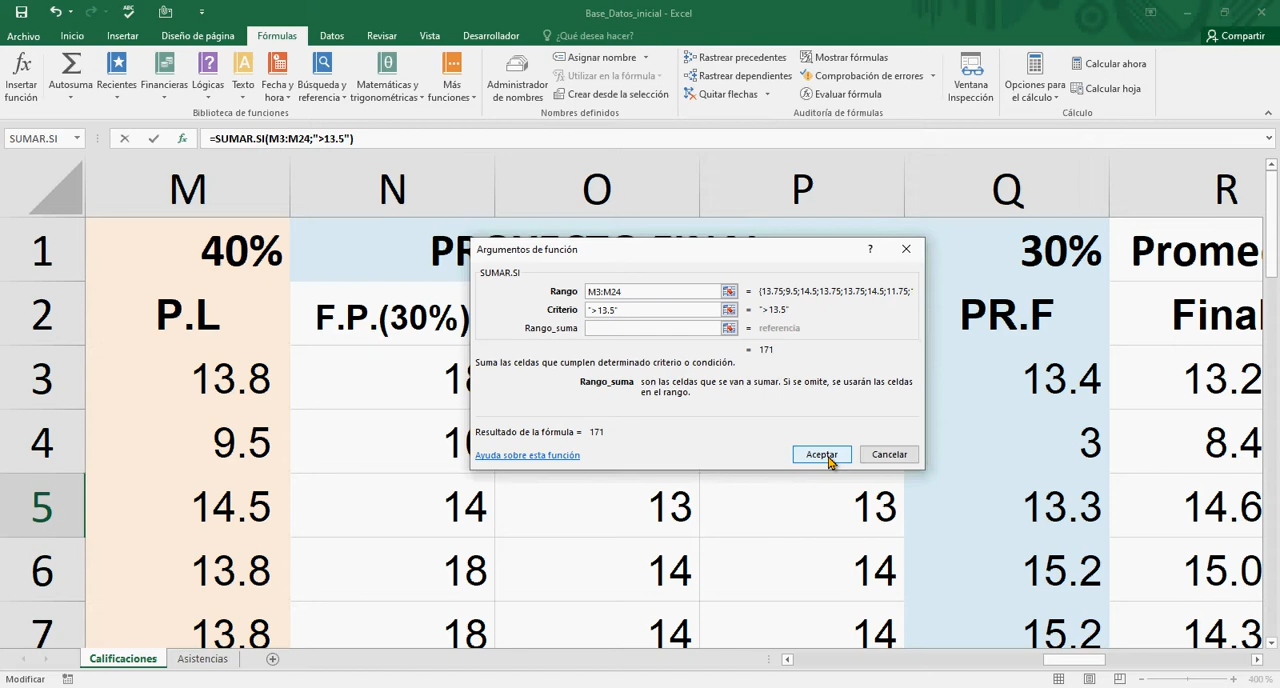 Base_Datos_inicial - Excel
Archivo Inicio Insertar Diseño de página Fórmulas Datos Revisar Vista Desarrollador ¿Qué desea hacer? Compartir
fx Insertar función
Σ Autosuma
Recientes
Financieras
? Lógicas
A Texto
Fecha y hora
Búsqueda y referencia
θ Matemáticas y trigonométricas
Más funciones
Biblioteca de funciones
Administrador de nombres
Asignar nombre
Utilizar en la fórmula
Crear desde la selección
Nombres definidos
Rastrear precedentes
Rastrear dependientes
Quitar flechas
Mostrar fórmulas
Comprobación de errores
Evaluar fórmula
Auditoría de fórmulas
Ventana Inspección
Opciones para el cálculo
Calcular ahora
Calcular hoja
Cálculo
SUMAR.SI fx =SUMAR.SI(M3:M24;">13.5")
M N O P Q R
1 40% 30%
2 P.L F.P.(30%) PR.F
3 13.8 13.4 13.2
4 9.5 3 8.4
5 14.5 14 13 13 13.3 14.6
6 13.8 18 14 14 15.2 15.0
7 13.8 18 14 14 15.2 14.3
Argumentos de función ?
SUMAR.SI
Rango M3:M24 = {13.75;9.5;14.5;13.75;13.75;14.5;11.75;
Criterio ">13.5" = ">13.5"
Rango_suma = referencia
= 171
Suma las celdas que cumplen determinado criterio o condición.
Rango_suma son las celdas que se van a sumar. Si se omite, se usarán las celdas
en el rango.
Resultado de la fórmula = 171
Ayuda sobre esta función Aceptar Cancelar
Calificaciones Asistencias
Modificar 400 %